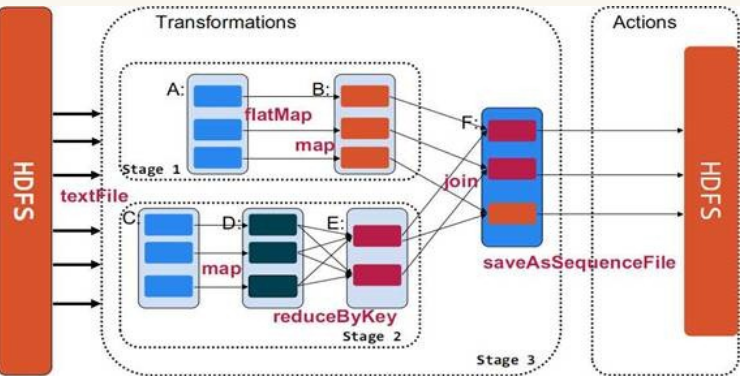 Transformations
Actions
HDFS
textFile
A:
B:
flatMap
map
Stage 1
C:
D:
E:
map
reduceByKey
Stage 2
F:
join
saveAsSequenceFile
Stage 3
HDFS